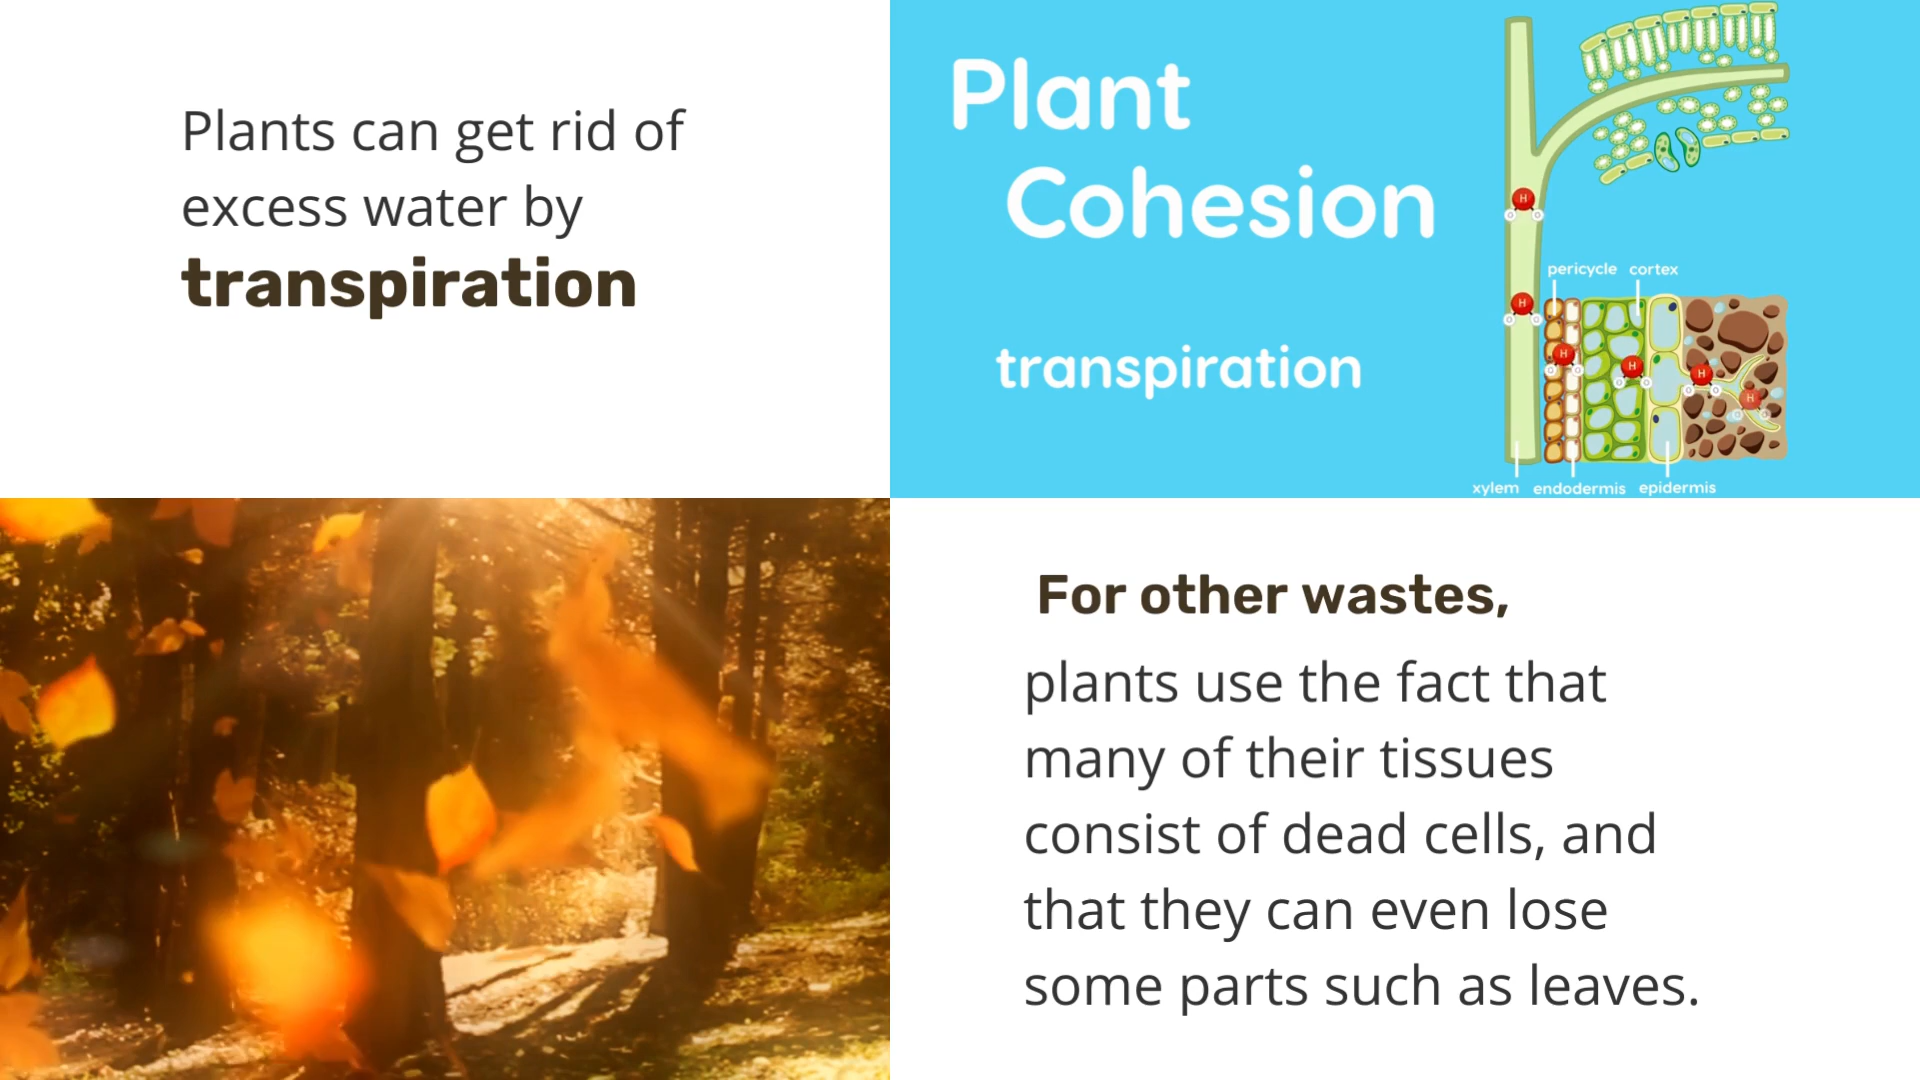 Plants can get rid of
excess water by
transpiration
Plant
Cohesion
transpiration
pericycle cortex
H
H
H
H
H
H
O O
O O
O O
O O
O O
O O
xylem endodermis epidermis
For other wastes,
plants use the fact that
many of their tissues
consist of dead cells, and
that they can even lose
some parts such as leaves.